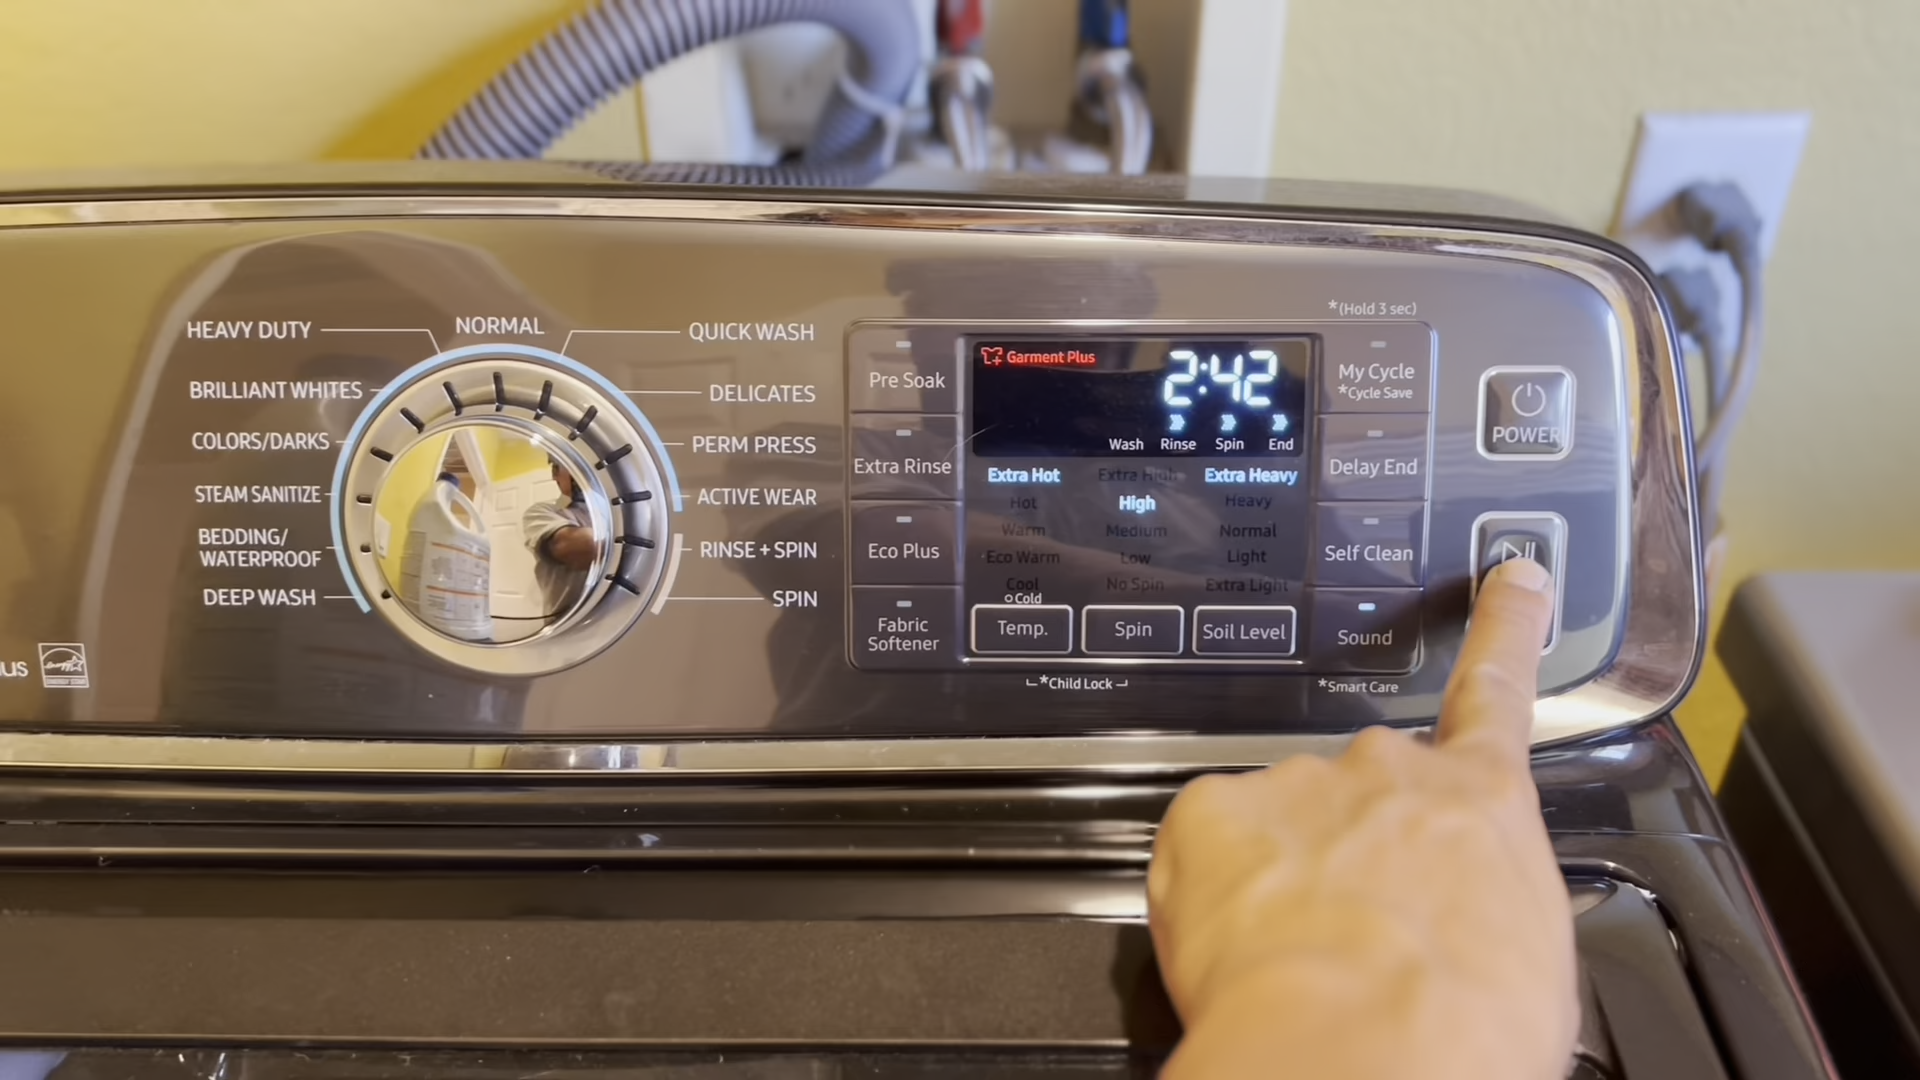 HEAVY DUTY
NORMAL
QUICK WASH
BRILLIANT WHITES
DELICATES
COLORS/DARKS
PERM PRESS
STEAM SANITIZE
ACTIVE WEAR
BEDDING/
WATERPROOF
RINSE + SPIN
DEEP WASH
SPIN
ENERGY STAR
Pre Soak
Extra Rinse
Eco Plus
Fabric
Softener
Garment Plus
2:42
Wash Rinse Spin End
Extra Hot Extra High Extra Heavy
Hot High Heavy
Warm Medium Normal
Eco Warm Low Light
Cool No Spin Extra Light
Cold
Temp. Spin Soil Level
*Child Lock
*(Hold 3 sec)
My Cycle
*Cycle Save
Delay End
Self Clean
Sound
*Smart Care
POWER